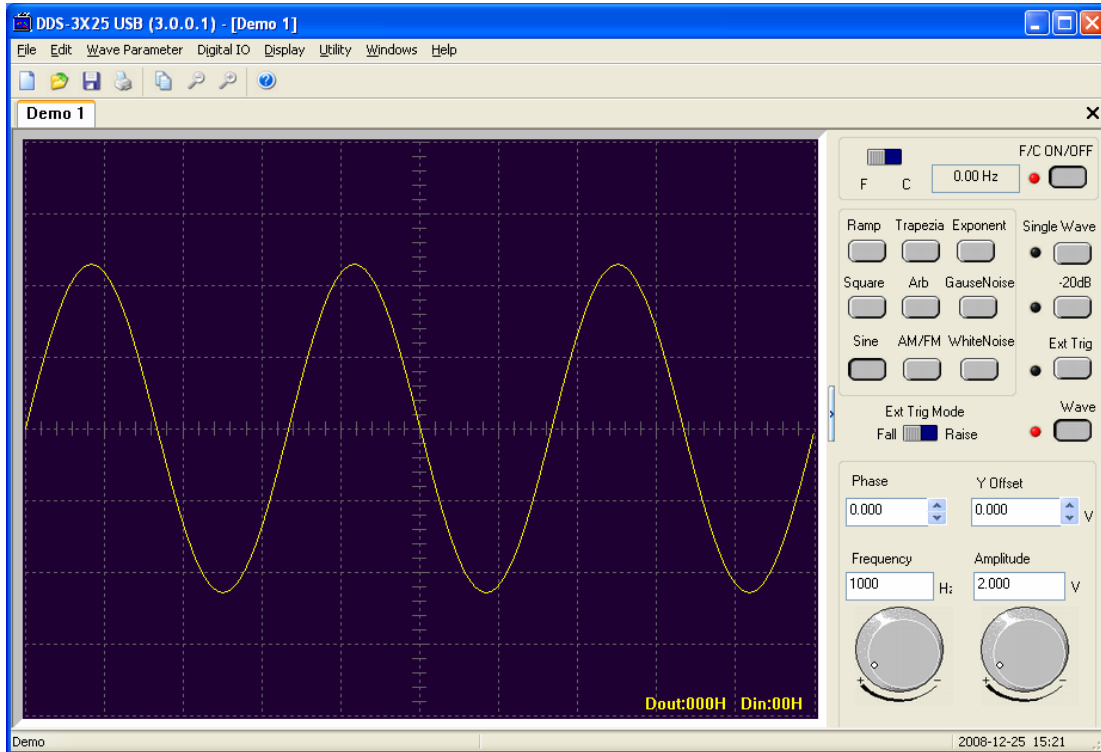 DDS-3X25 USB (3.0.0.1) - [Demo 1]
File Edit Wave Parameter Digital IO Display Utility Windows Help
Demo 1
F/C ON/OFF
F C 0.00 Hz
Ramp Trapezia Exponent Single Wave
Square Arb GauseNoise -20dB
Sine AM/FM WhiteNoise Ext Trig
Ext Trig Mode Wave
Fall Raise
Phase Y Offset
0.000 0.000 V
Frequency Amplitude
1000 Hz 2.000 V
+ - + -
Dout:000H Din:00H
Demo 2008-12-25 15:21